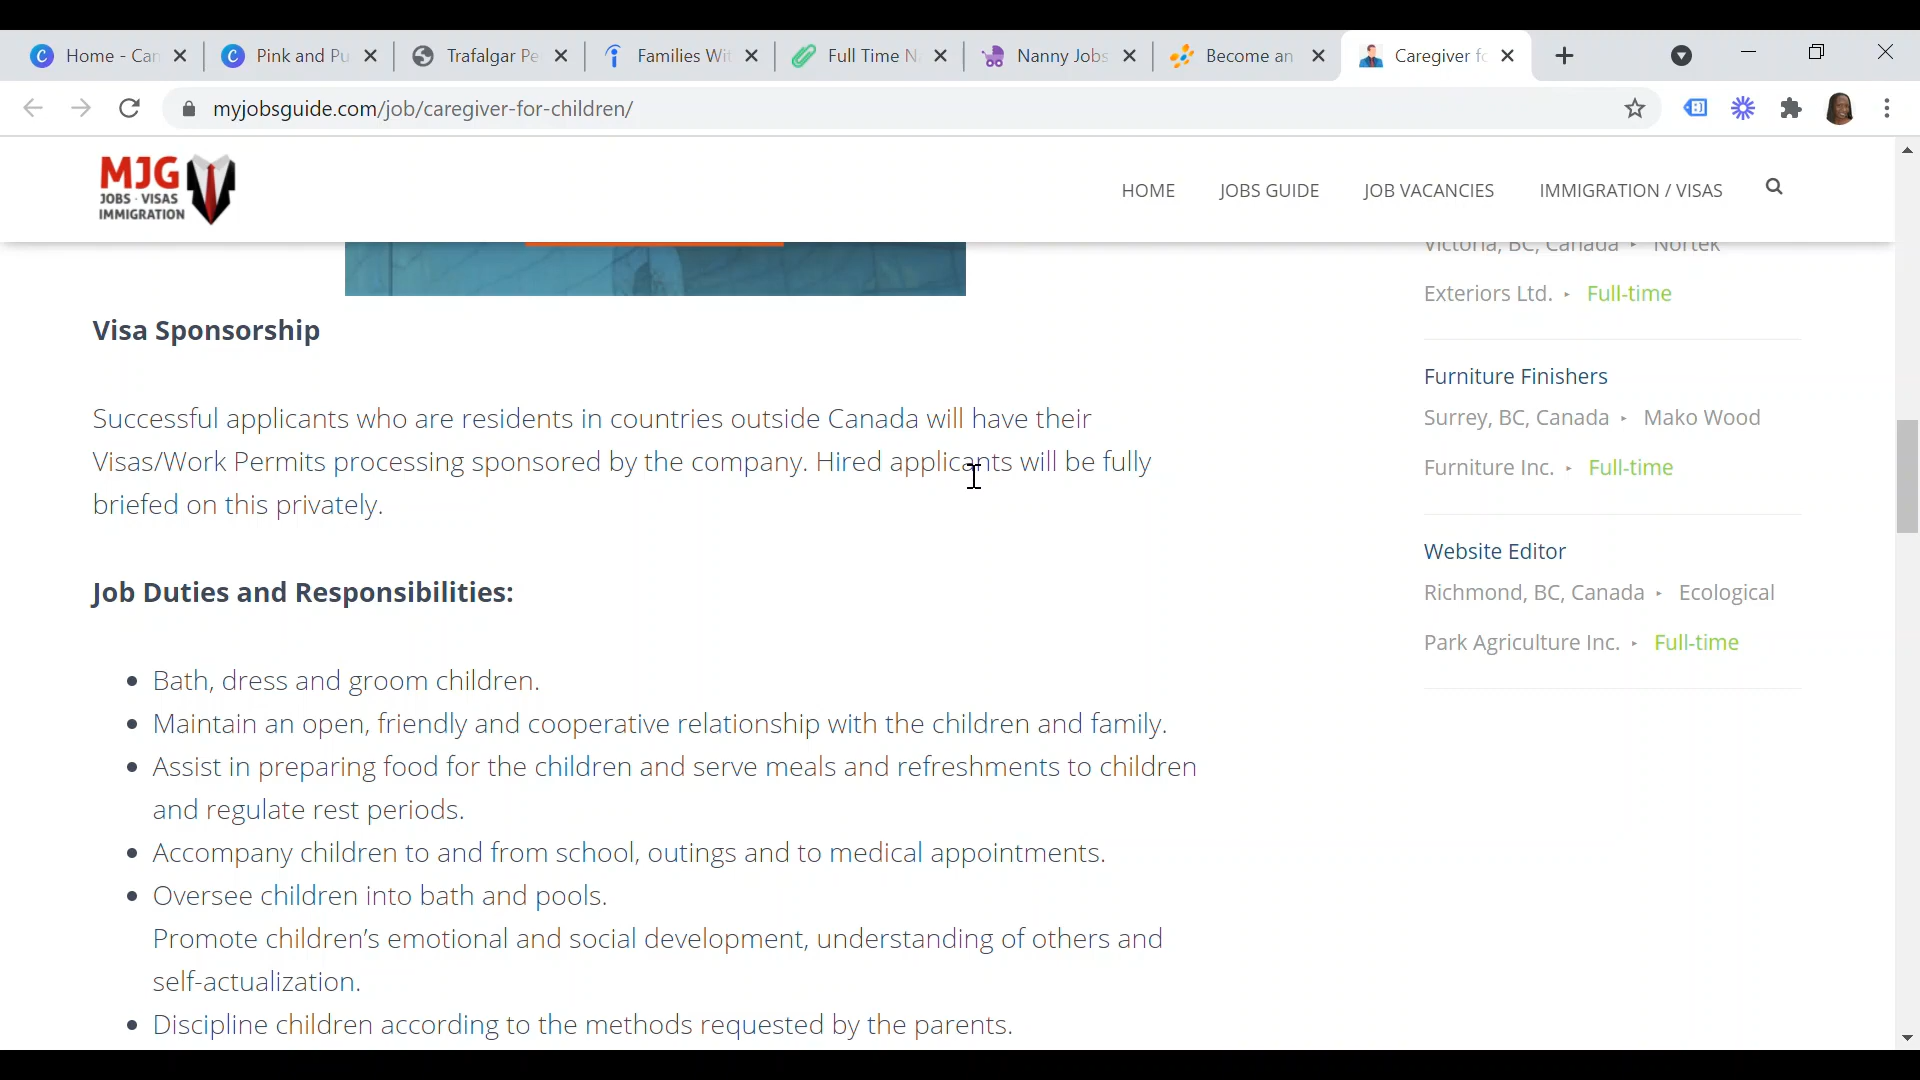 Home - Can
Pink and Pu
Trafalgar Pe
Families Wit
Full Time N
Nanny Jobs
Become an
Caregiver fo
myjobsguide.com/job/caregiver-for-children/
MJG
JOBS · VISAS
IMMIGRATION
HOME
JOBS GUIDE
JOB VACANCIES
IMMIGRATION / VISAS
Victoria, BC, Canada ‣ Nortek
Exteriors Ltd. ‣ Full-time
Visa Sponsorship
Furniture Finishers
Surrey, BC, Canada ‣ Mako Wood
Furniture Inc. ‣ Full-time
Successful applicants who are residents in countries outside Canada will have their
Visas/Work Permits processing sponsored by the company. Hired applicants will be fully
briefed on this privately.
Website Editor
Richmond, BC, Canada ‣ Ecological
Park Agriculture Inc. ‣ Full-time
Job Duties and Responsibilities:
• Bath, dress and groom children.
• Maintain an open, friendly and cooperative relationship with the children and family.
• Assist in preparing food for the children and serve meals and refreshments to children
and regulate rest periods.
• Accompany children to and from school, outings and to medical appointments.
• Oversee children into bath and pools.
Promote children’s emotional and social development, understanding of others and
self-actualization.
• Discipline children according to the methods requested by the parents.